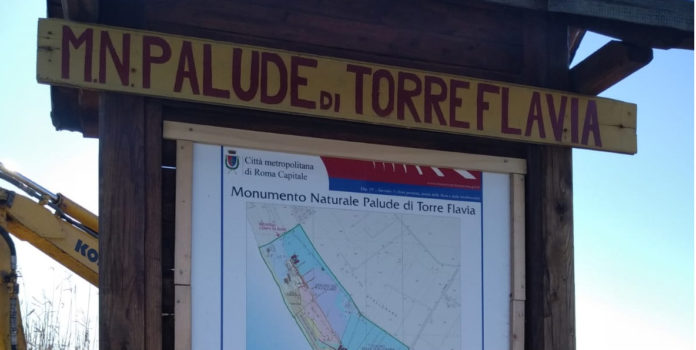 M.N. PALUDE DI TORRE FLAVIA
Città metropolitana
di Roma Capitale
Monumento Naturale Palude di Torre Flavia
KO